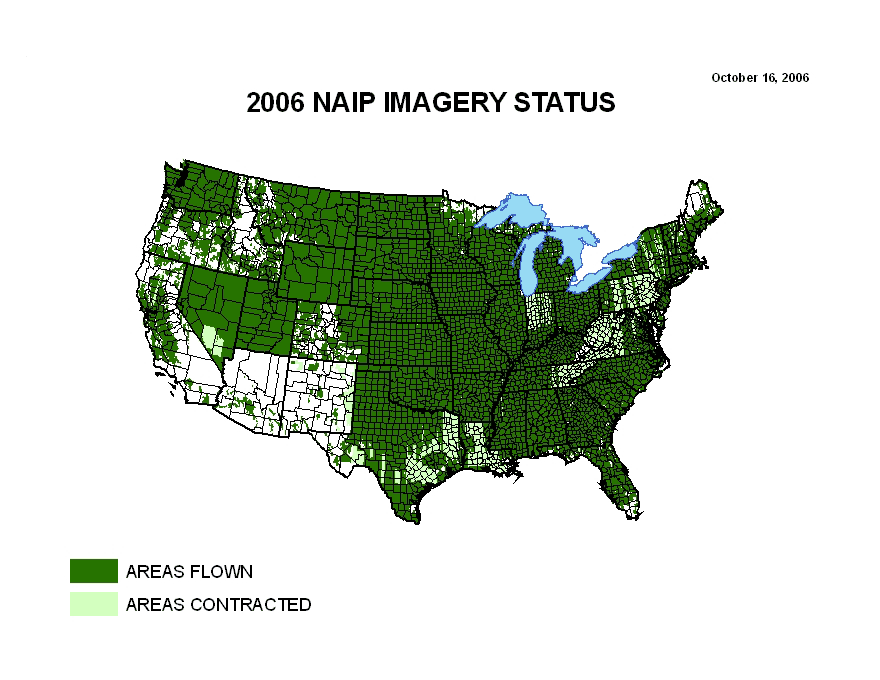 October 16, 2006
2006 NAIP IMAGERY STATUS
AREAS FLOWN
AREAS CONTRACTED